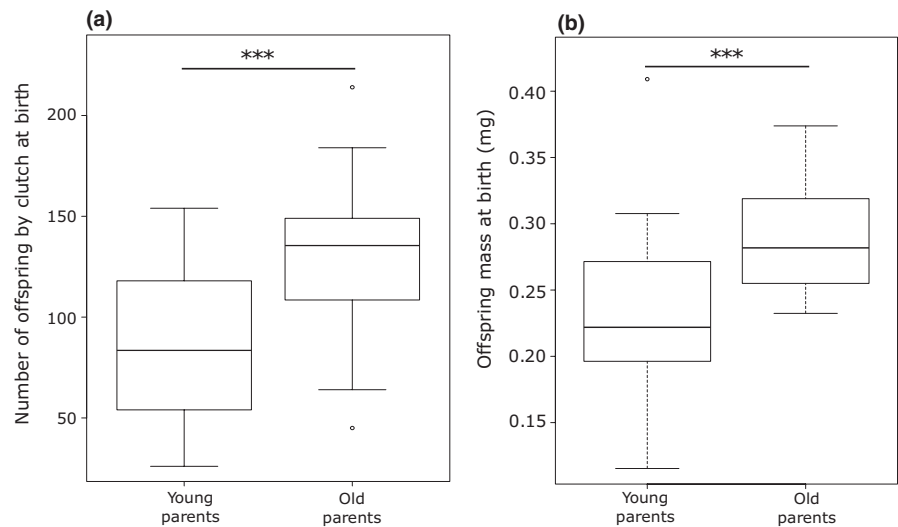 (a)
***
Number of offspring by clutch at birth
200
150
100
50
Young
parents
Old
parents
(b)
***
Offspring mass at birth (mg)
0.40
0.35
0.30
0.25
0.20
0.15
Young
parents
Old
parents